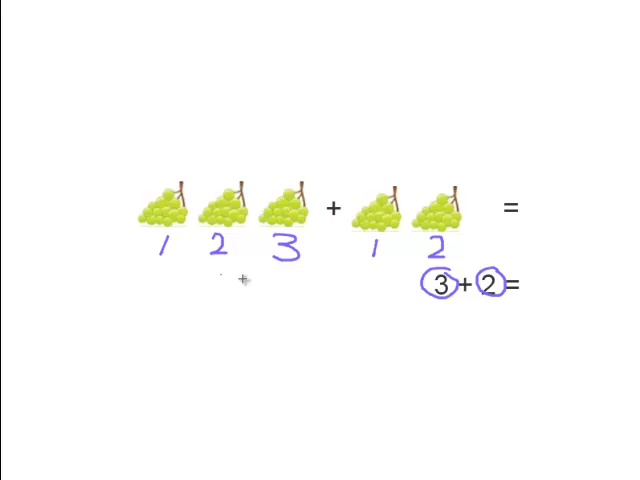 + =
1 2 3 1 2
3 + 2 =